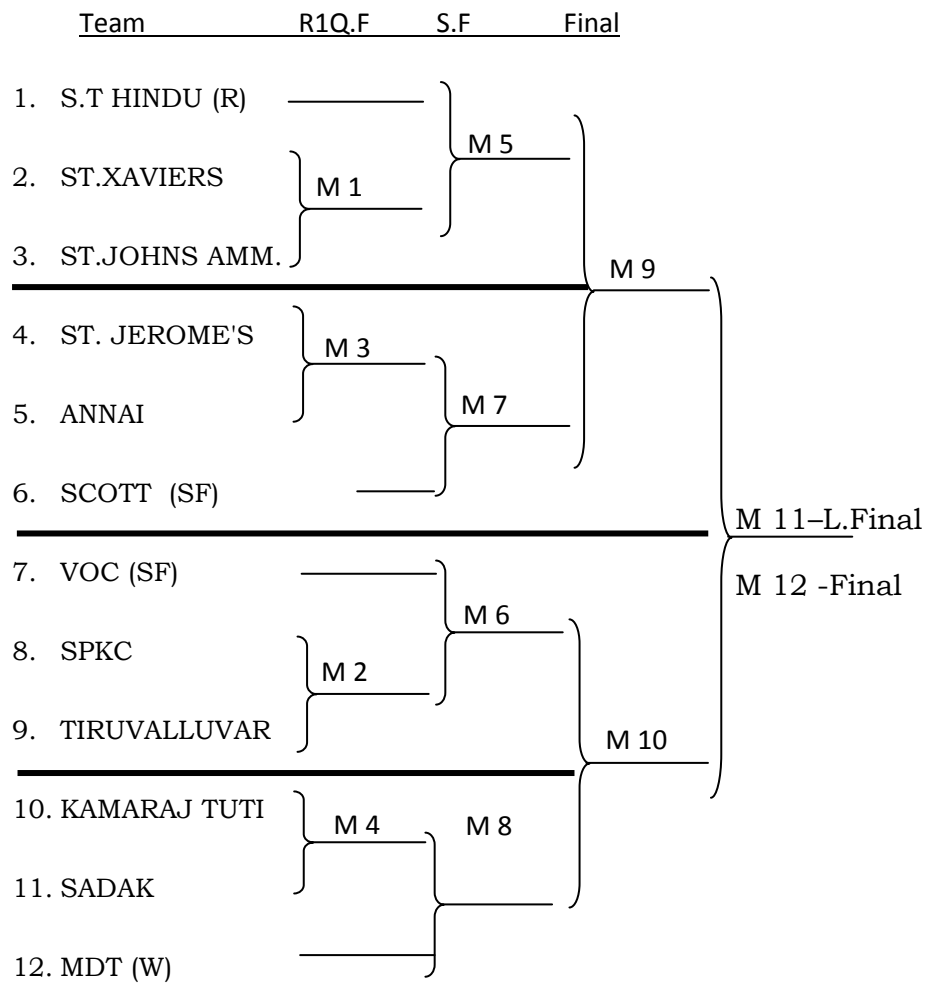 Team R1Q.F S.F Final
1. S.T HINDU (R)
M 5
2. ST.XAVIERS
M 1
3. ST.JOHNS AMM.
M 9
4. ST. JEROME'S
M 3
5. ANNAI
M 7
6. SCOTT (SF)
M 11–L.Final
7. VOC (SF)
M 12 -Final
M 6
8. SPKC
M 2
9. TIRUVALLUVAR
M 10
10. KAMARAJ TUTI
M 4 M 8
11. SADAK
12. MDT (W)